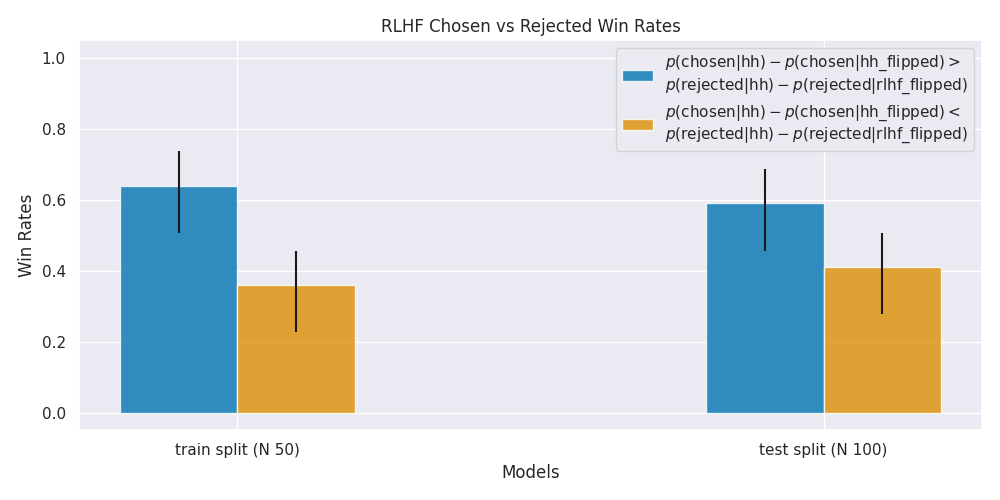 RLHF Chosen vs Rejected Win Rates
p(chosen|hh) − p(chosen|hh_flipped) >
p(rejected|hh) − p(rejected|rlhf_flipped)
p(chosen|hh) − p(chosen|hh_flipped) <
p(rejected|hh) − p(rejected|rlhf_flipped)
Win Rates
1.0
0.8
0.6
0.4
0.2
0.0
train split (N 50)
test split (N 100)
Models